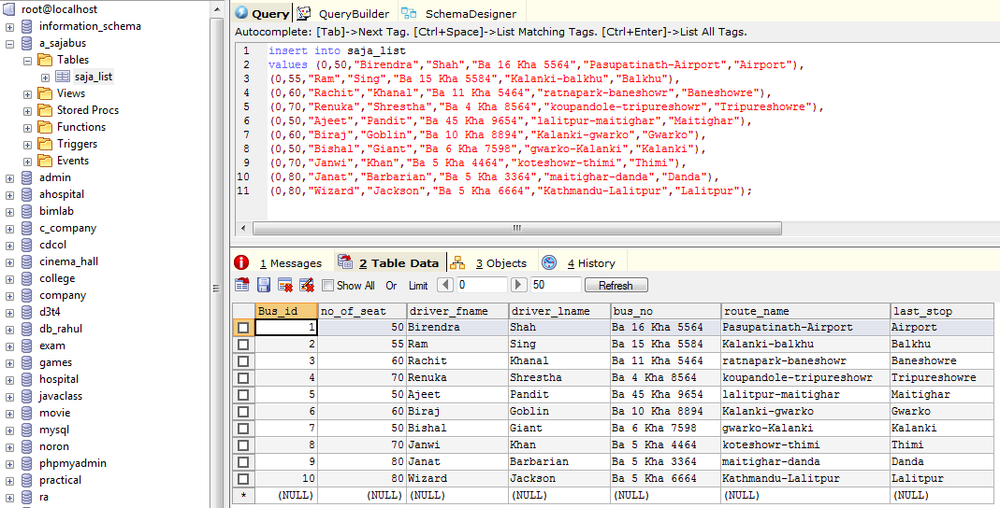 root@localhost
information_schema
a_sajabus
Tables
saja_list
Views
Stored Procs
Functions
Triggers
Events
admin
ahospital
bimlab
c_company
cdcol
cinema_hall
college
company
d3t4
db_rahul
exam
games
hospital
javaclass
movie
mysql
noron
phpmyadmin
practical
ra
Query QueryBuilder SchemaDesigner
Autocomplete: [Tab]->Next Tag. [Ctrl+Space]->List Matching Tags. [Ctrl+Enter]->List All Tags.
1 insert into saja_list
2 values (0,50,"Birendra","Shah","Ba 16 Kha 5564","Pasupatinath-Airport","Airport"),
3 (0,55,"Ram","Sing","Ba 15 Kha 5584","Kalanki-balkhu","Balkhu"),
4 (0,60,"Rachit","Khanal","Ba 11 Kha 5464","ratnapark-baneshowr","Baneshowre"),
5 (0,70,"Renuka","Shrestha","Ba 4 Kha 8564","koupandole-tripureshowr","Tripureshowre"),
6 (0,50,"Ajeet","Pandit","Ba 45 Kha 9654","lalitpur-maitighar","Maitighar"),
7 (0,60,"Biraj","Goblin","Ba 10 Kha 8894","Kalanki-gwarko","Gwarko"),
8 (0,50,"Bishal","Giant","Ba 6 Kha 7598","gwarko-Kalanki","Kalanki"),
9 (0,70,"Janwi","Khan","Ba 5 Kha 4464","koteshowr-thimi","Thimi"),
10 (0,80,"Janat","Barbarian","Ba 5 Kha 3364","maitighar-danda","Danda"),
11 (0,80,"Wizard","Jackson","Ba 5 Kha 6664","Kathmandu-Lalitpur","Lalitpur");
1 Messages 2 Table Data 3 Objects 4 History
Show All Or Limit 0 50 Refresh
Bus_id no_of_seat driver_fname driver_lname bus_no route_name last_stop
1 50 Birendra Shah Ba 16 Kha 5564 Pasupatinath-Airport Airport
2 55 Ram Sing Ba 15 Kha 5584 Kalanki-balkhu Balkhu
3 60 Rachit Khanal Ba 11 Kha 5464 ratnapark-baneshowr Baneshowre
4 70 Renuka Shrestha Ba 4 Kha 8564 koupandole-tripureshowr Tripureshowre
5 50 Ajeet Pandit Ba 45 Kha 9654 lalitpur-maitighar Maitighar
6 60 Biraj Goblin Ba 10 Kha 8894 Kalanki-gwarko Gwarko
7 50 Bishal Giant Ba 6 Kha 7598 gwarko-Kalanki Kalanki
8 70 Janwi Khan Ba 5 Kha 4464 koteshowr-thimi Thimi
9 80 Janat Barbarian Ba 5 Kha 3364 maitighar-danda Danda
10 80 Wizard Jackson Ba 5 Kha 6664 Kathmandu-Lalitpur Lalitpur
* (NULL) (NULL) (NULL) (NULL) (NULL) (NULL) (NULL)